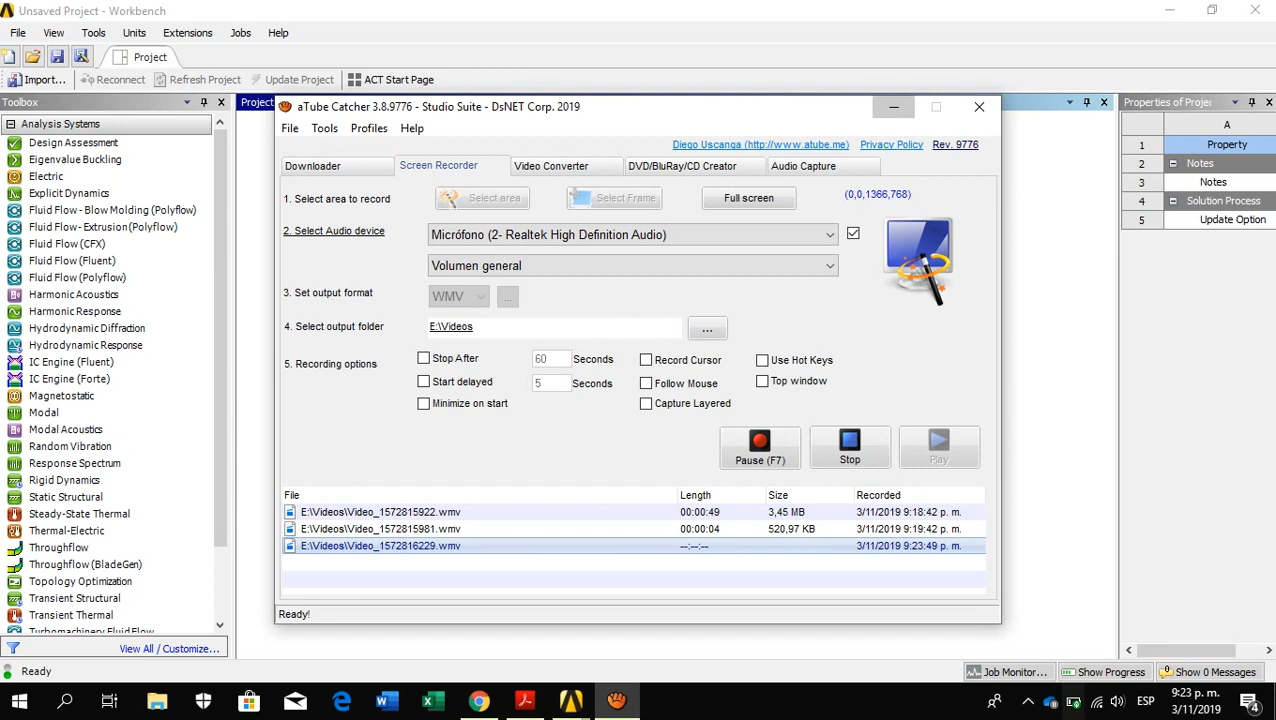 Unsaved Project - Workbench
File View Tools Units Extensions Jobs Help
Project
Import... Reconnect Refresh Project Update Project ACT Start Page
Toolbox
Analysis Systems
Design Assessment
Eigenvalue Buckling
Electric
Explicit Dynamics
Fluid Flow - Blow Molding (Polyflow)
Fluid Flow - Extrusion (Polyflow)
Fluid Flow (CFX)
Fluid Flow (Fluent)
Fluid Flow (Polyflow)
Harmonic Acoustics
Harmonic Response
Hydrodynamic Diffraction
Hydrodynamic Response
IC Engine (Fluent)
IC Engine (Forte)
Magnetostatic
Modal
Modal Acoustics
Random Vibration
Response Spectrum
Rigid Dynamics
Static Structural
Steady-State Thermal
Thermal-Electric
Throughflow
Throughflow (BladeGen)
Topology Optimization
Transient Structural
Transient Thermal
Turbomachinery Fluid Flow
View All / Customize...
Project
aTube Catcher 3.8.9776 - Studio Suite - DsNET Corp. 2019
File Tools Profiles Help
Diego Uscanga (http://www.atube.me) Privacy Policy Rev. 9776
Downloader Screen Recorder Video Converter DVD/BluRay/CD Creator Audio Capture
1. Select area to record Select area Select Frame Full screen (0,0,1366,768)
2. Select Audio device Micrófono (2- Realtek High Definition Audio)
Volumen general
3. Set output format WMV ...
4. Select output folder E:\Videos ...
5. Recording options Stop After 60 Seconds Record Cursor Use Hot Keys
Start delayed 5 Seconds Follow Mouse Top window
Minimize on start Capture Layered
Pause (F7) Stop Play
File Length Size Recorded
E:\Videos\Video_1572815922.wmv 00:00:49 3,45 MB 3/11/2019 9:18:42 p. m.
E:\Videos\Video_1572815981.wmv 00:00:04 520,97 KB 3/11/2019 9:19:42 p. m.
E:\Videos\Video_1572816229.wmv --:--:-- 3/11/2019 9:23:49 p. m.
Ready!
Properties of Projec
A
1 Property
2 Notes
3 Notes
4 Solution Process
5 Update Option
Ready
Job Monitor... Show Progress Show 0 Messages
ESP
9:23 p. m.
3/11/2019
4